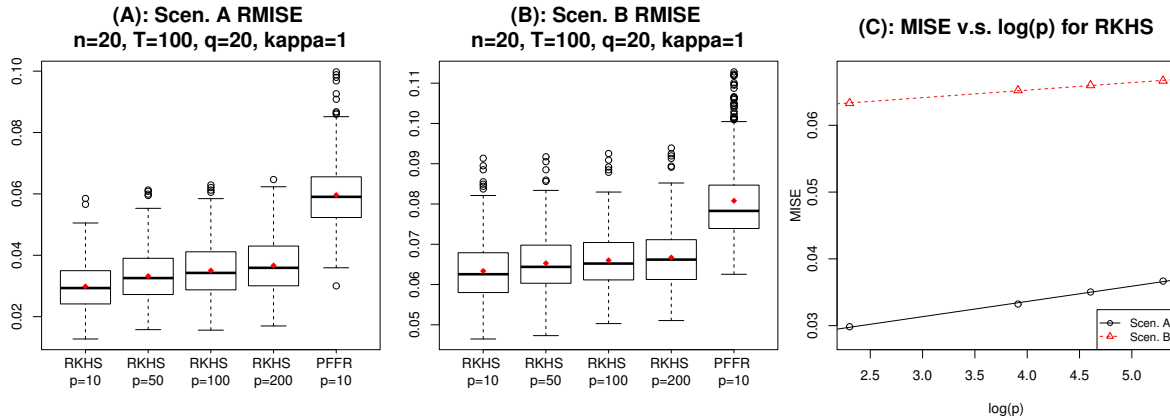 (A): Scen. A RMISE
n=20, T=100, q=20, kappa=1
0.10
0.08
0.06
0.04
0.02
RKHS RKHS RKHS RKHS PFFR
p=10 p=50 p=100 p=200 p=10
(B): Scen. B RMISE
n=20, T=100, q=20, kappa=1
0.11
0.10
0.09
0.08
0.07
0.06
0.05
RKHS RKHS RKHS RKHS PFFR
p=10 p=50 p=100 p=200 p=10
(C): MISE v.s. log(p) for RKHS
MISE
0.06
0.05
0.04
0.03
Scen. A
Scen. B
2.5 3.0 3.5 4.0 4.5 5.0
log(p)